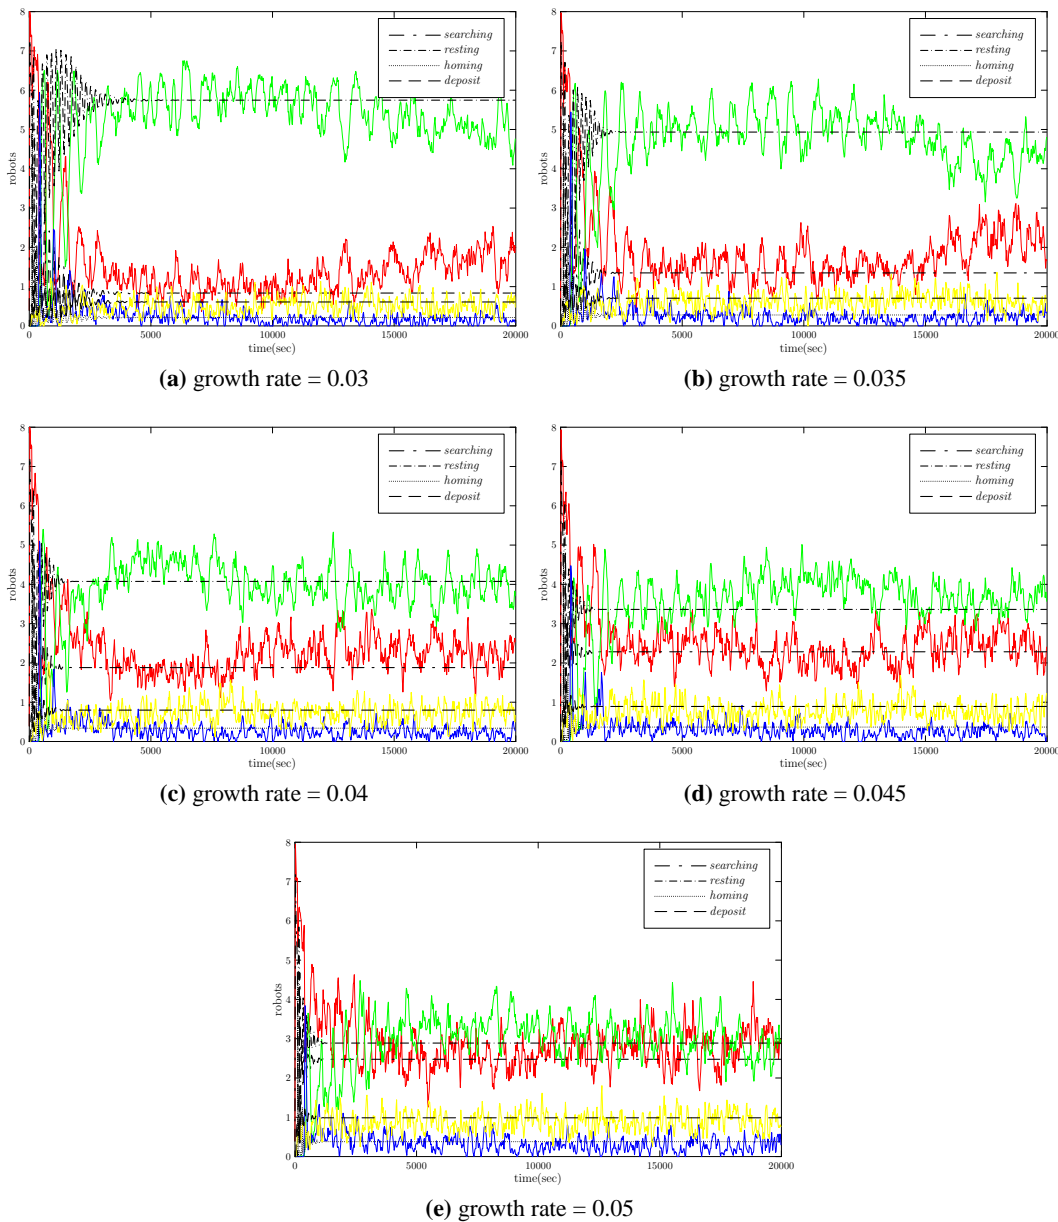 8
7
6
5
4
3
2
1
0
robots
searching
resting
homing
deposit
0 5000 10000 15000 20000
time(sec)
(a) growth rate = 0.03
8
7
6
5
4
3
2
1
0
robots
searching
resting
homing
deposit
0 5000 10000 15000 20000
time(sec)
(b) growth rate = 0.035
8
7
6
5
4
3
2
1
0
robots
searching
resting
homing
deposit
0 5000 10000 15000 20000
time(sec)
(c) growth rate = 0.04
8
7
6
5
4
3
2
1
0
robots
searching
resting
homing
deposit
0 5000 10000 15000 20000
time(sec)
(d) growth rate = 0.045
8
7
6
5
4
3
2
1
0
robots
searching
resting
homing
deposit
0 5000 10000 15000 20000
time(sec)
(e) growth rate = 0.05